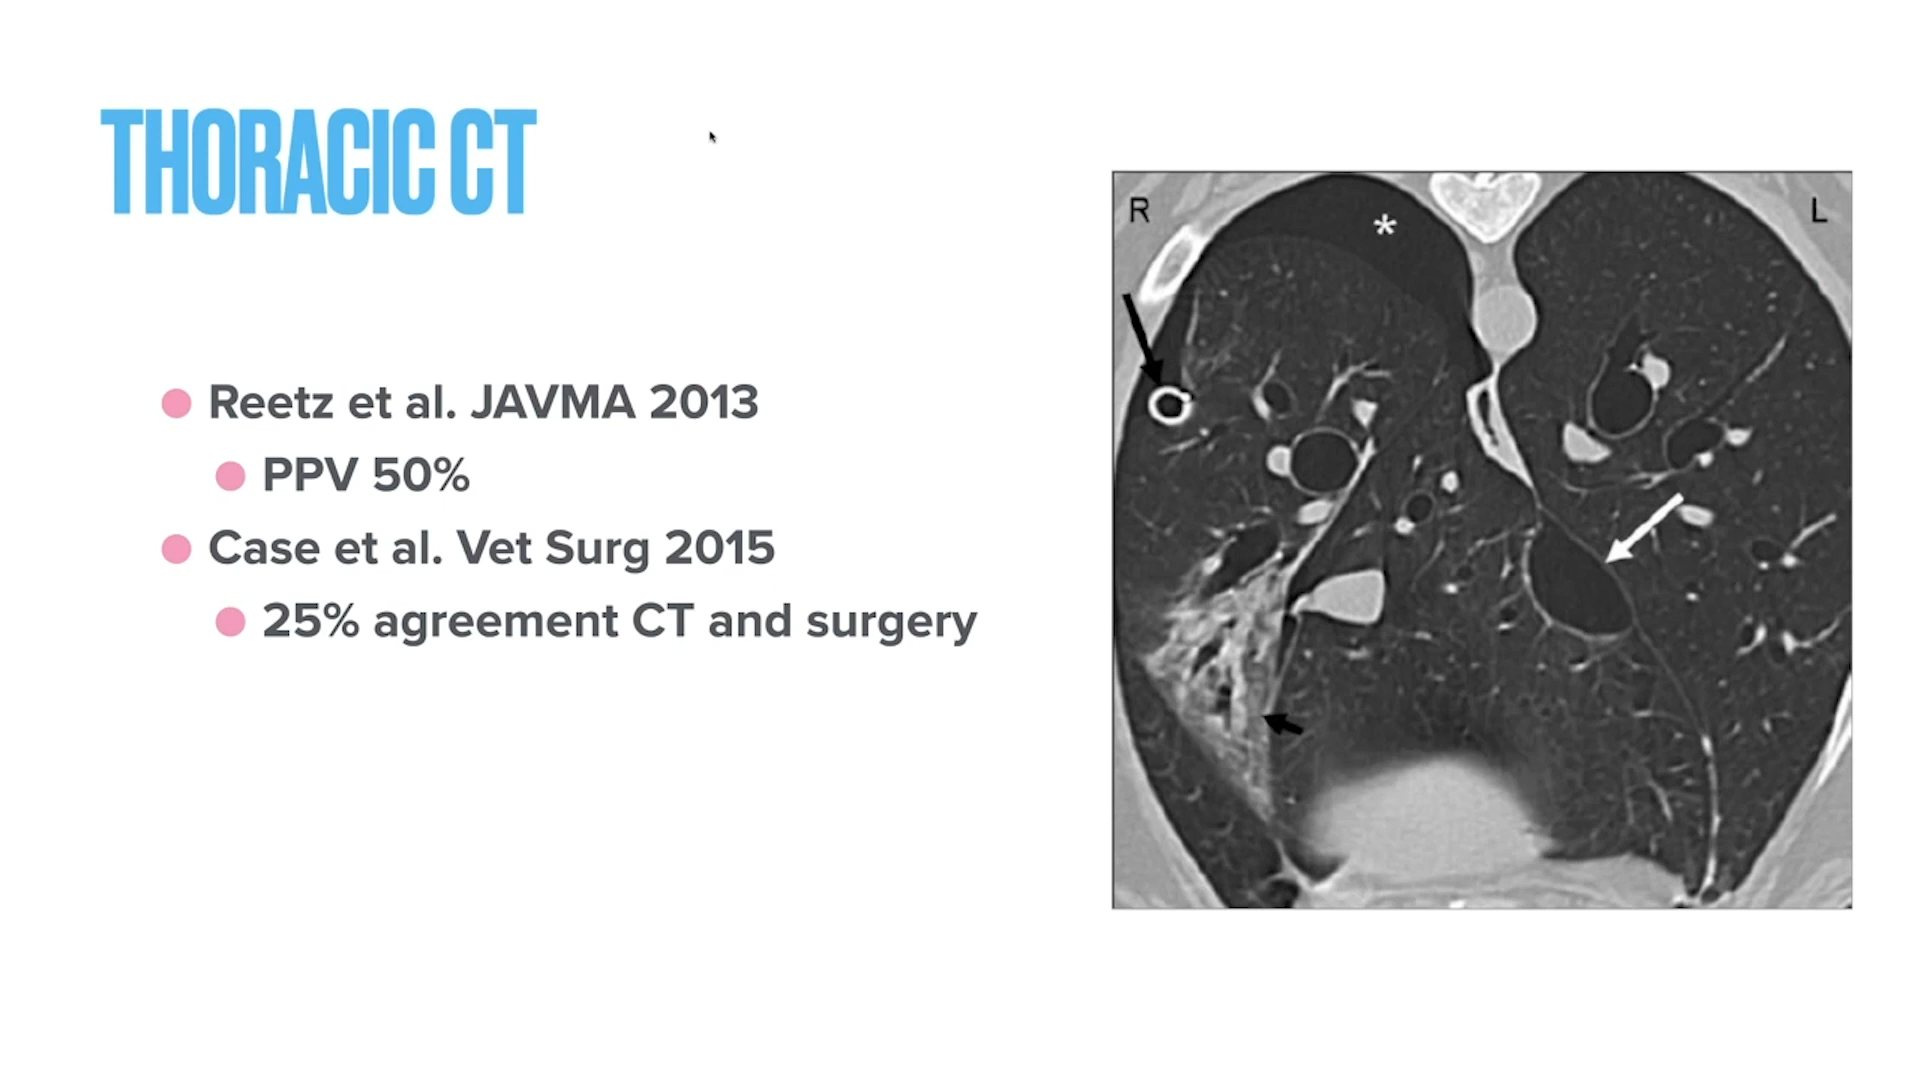 THORACIC CT
Reetz et al. JAVMA 2013
PPV 50%
Case et al. Vet Surg 2015
25% agreement CT and surgery
R
*
L